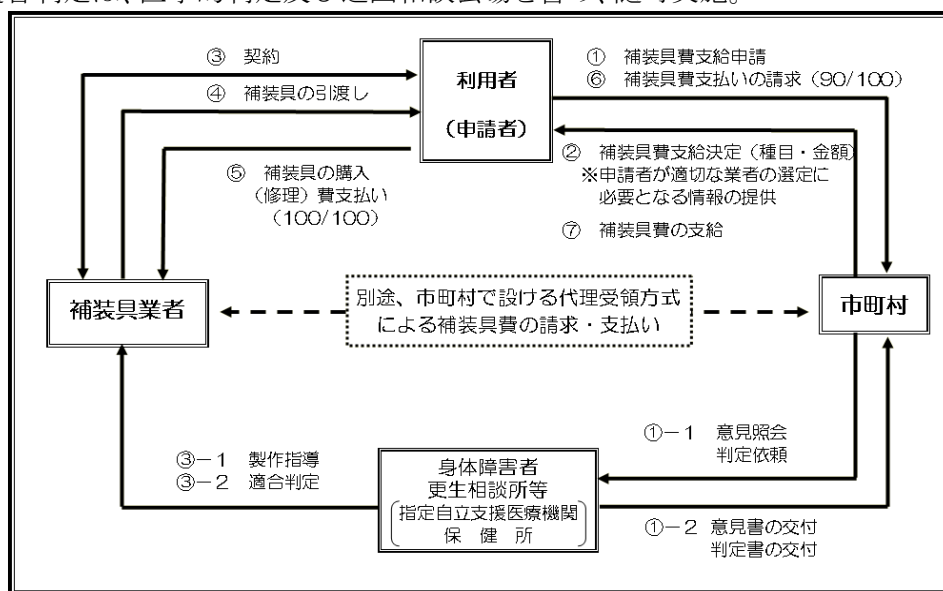 ③ 契約
④ 補装具の引渡し
利用者
(申請者)
① 補装具費支給申請
⑥ 補装具費支払いの請求(90/100)
⑤ 補装具の購入
(修理)費支払い
(100/100)
② 補装具費支給決定(種目・金額)
※申請者が適切な業者の選定に
必要となる情報の提供
⑦ 補装具費の支給
補装具業者
別途、市町村で設ける代理受領方式
による補装具費の請求・支払い
市町村
①-1 意見照会
判定依頼
③-1 製作指導
③-2 適合判定
身体障害者
更生相談所等
指定自立支援医療機関
保健所
①-2 意見書の交付
判定書の交付